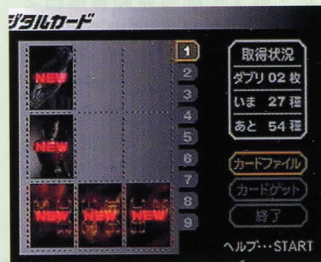 ジタルカード
NEW
NEW
NEW NEW NEW
1
2
3
4
5
6
7
8
9
取得状況
ダブリ 02 枚
いま 27 種
あと 54 種
カードファイル
カードゲット
終了
ヘルプ…START